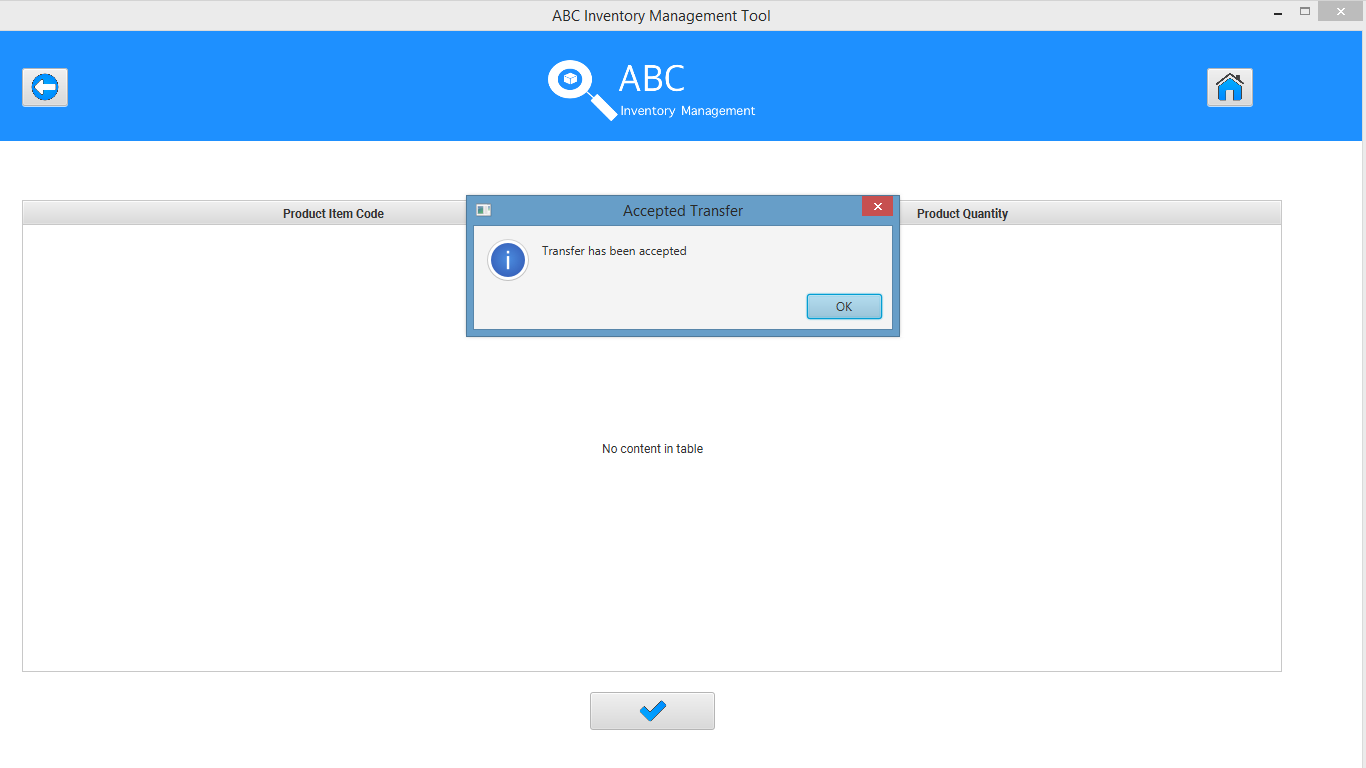 ABC Inventory Management Tool
ABC
Inventory Management
Product Item Code
Product Quantity
Accepted Transfer
Transfer has been accepted
OK
No content in table